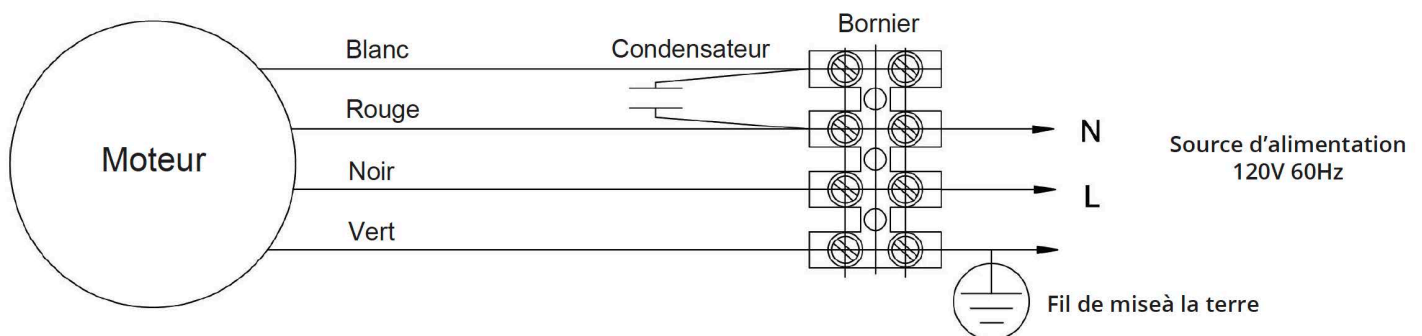 Bornier
Blanc
Condensateur
Rouge
N
Source d’alimentation
120V 60Hz
Moteur
Noir
L
Vert
Fil de miseà la terre